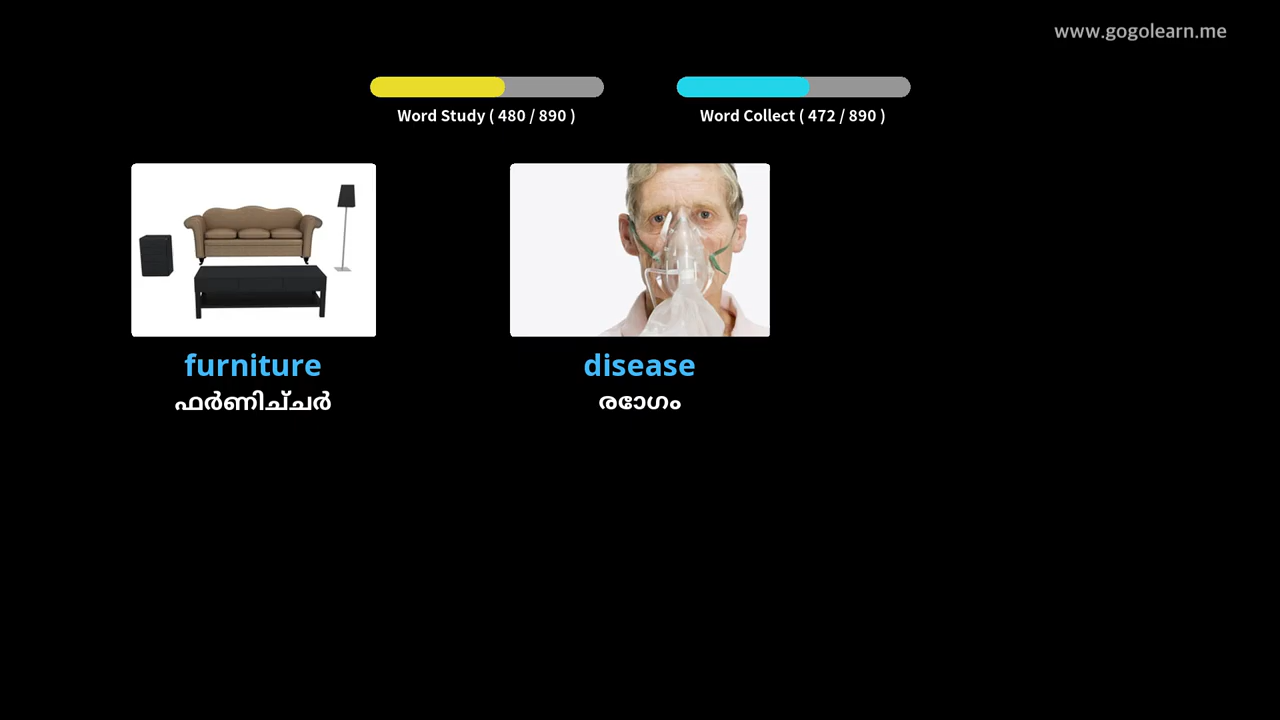 www.gogolearn.me
Word Study ( 480 / 890 )
Word Collect ( 472 / 890 )
furniture
ഫർണിച്ചർ
disease
രോഗം